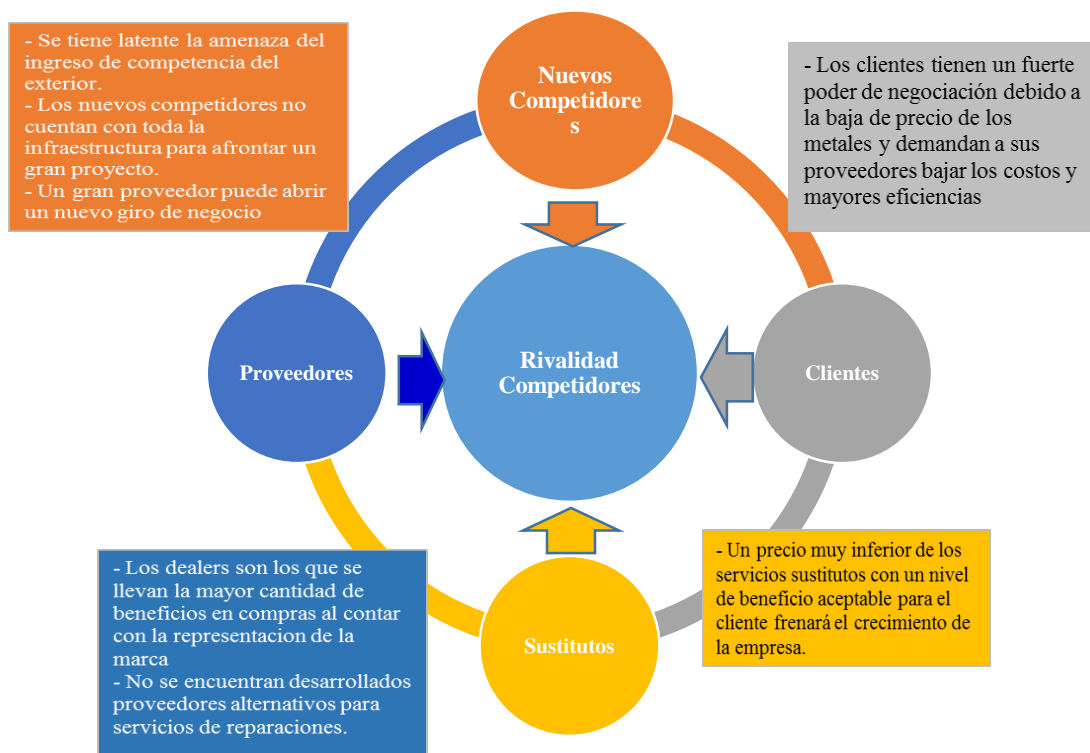 - Se tiene latente la amenaza del
ingreso de competencia del
exterior.
- Los nuevos competidores no
cuentan con toda la
infraestructura para afrontar un
gran proyecto.
- Un gran proveedor puede abrir
un nuevo giro de negocio
Nuevos
Competidore
s
- Los clientes tienen un fuerte
poder de negociación debido a
la baja de precio de los
metales y demandan a sus
proveedores bajar los costos y
mayores eficiencias
Proveedores
Rivalidad
Competidores
Clientes
- Los dealers son los que se
llevan la mayor cantidad de
beneficios en compras al contar
con la representacion de la
marca
- No se encuentran desarrollados
proveedores alternativos para
servicios de reparaciones.
Sustitutos
- Un precio muy inferior de los
servicios sustitutos con un nivel
de beneficio aceptable para el
cliente frenará el crecimiento de
la empresa.